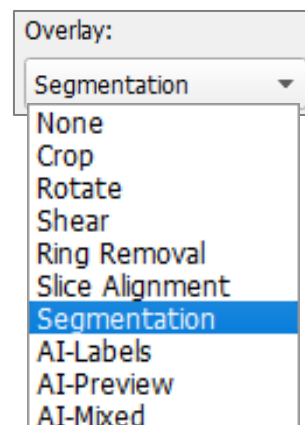 Overlay:
Segmentation
None
Crop
Rotate
Shear
Ring Removal
Slice Alignment
Segmentation
AI-Labels
AI-Preview
AI-Mixed